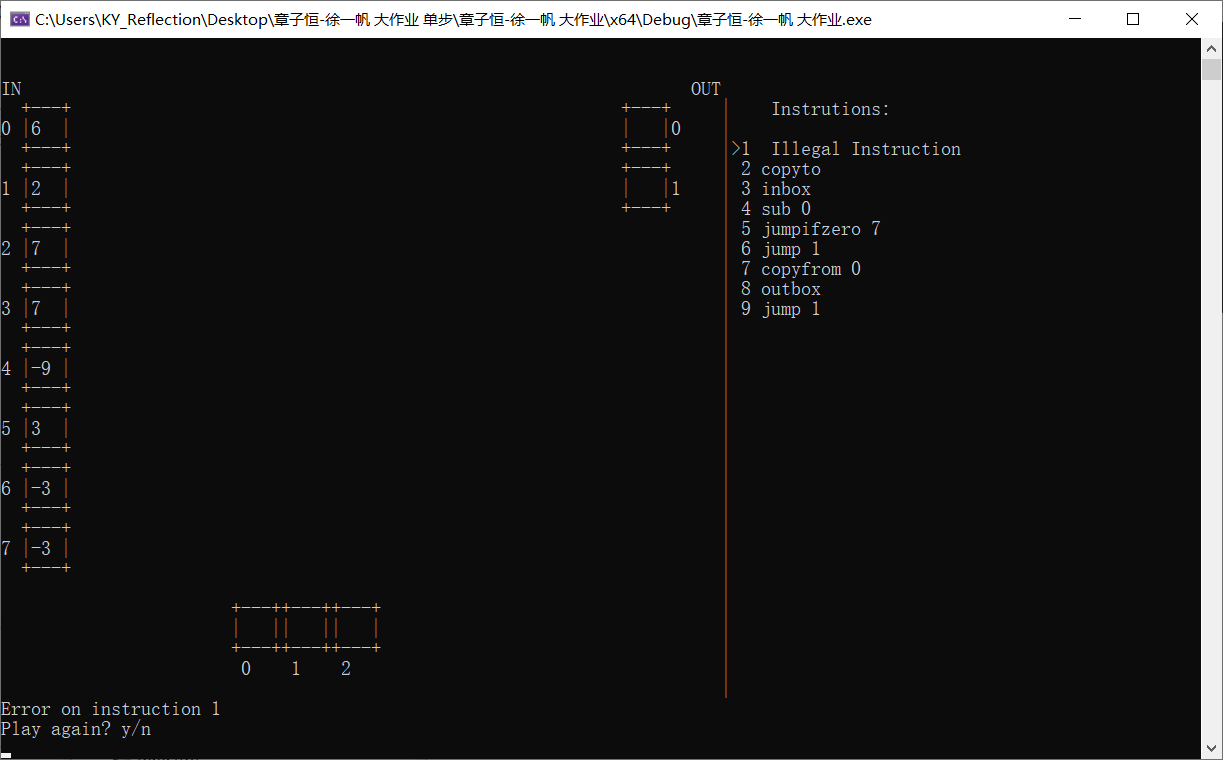 C:\Users\KY_Reflection\Desktop\章子恒-徐一帆 大作业 单步\章子恒-徐一帆 大作业\x64\Debug\章子恒-徐一帆 大作业.exe
IN OUT
Instrutions:
0 6 0
>1 Illegal Instruction
2 copyto
1 2 1 3 inbox
4 sub 0
5 jumpifzero 7
2 7 6 jump 1
7 copyfrom 0
8 outbox
3 7 9 jump 1
4 -9
5 3
6 -3
7 -3
0 1 2
Error on instruction 1
Play again? y/n